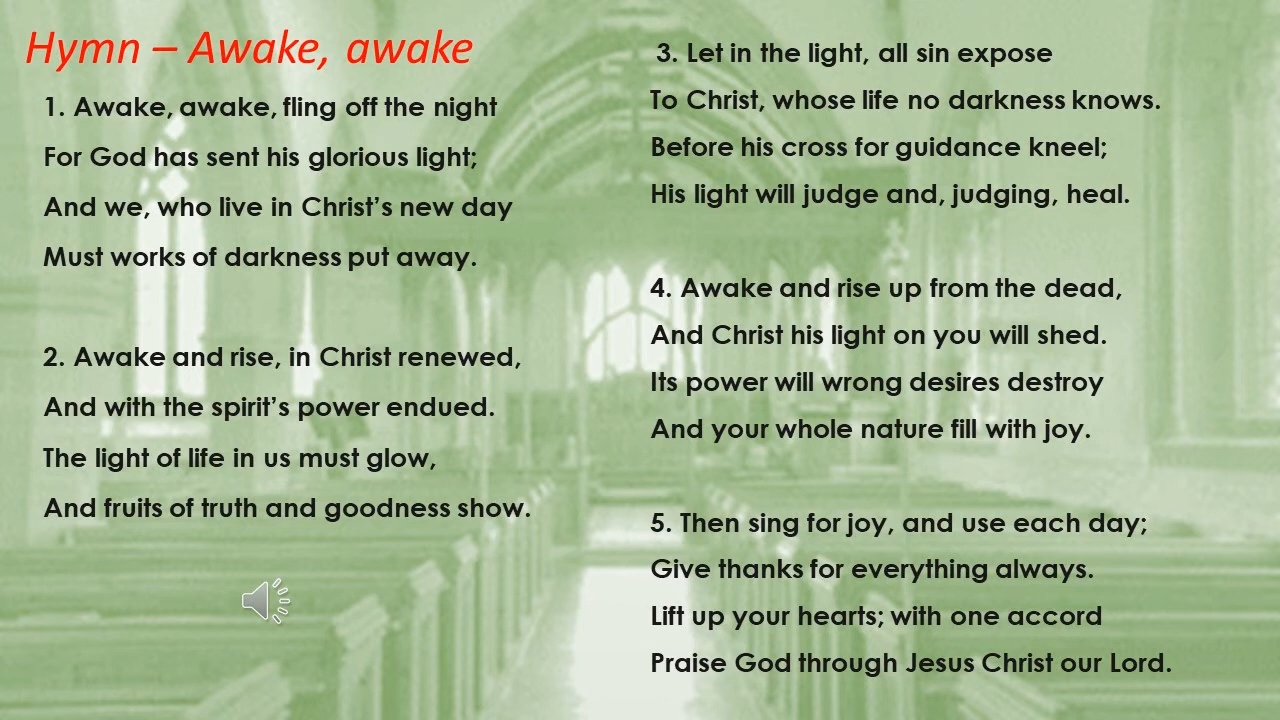 Hymn – Awake, awake
1. Awake, awake, fling off the night
For God has sent his glorious light;
And we, who live in Christ’s new day
Must works of darkness put away.
2. Awake and rise, in Christ renewed,
And with the spirit’s power endued.
The light of life in us must glow,
And fruits of truth and goodness show.
3. Let in the light, all sin expose
To Christ, whose life no darkness knows.
Before his cross for guidance kneel;
His light will judge and, judging, heal.
4. Awake and rise up from the dead,
And Christ his light on you will shed.
Its power will wrong desires destroy
And your whole nature fill with joy.
5. Then sing for joy, and use each day;
Give thanks for everything always.
Lift up your hearts; with one accord
Praise God through Jesus Christ our Lord.